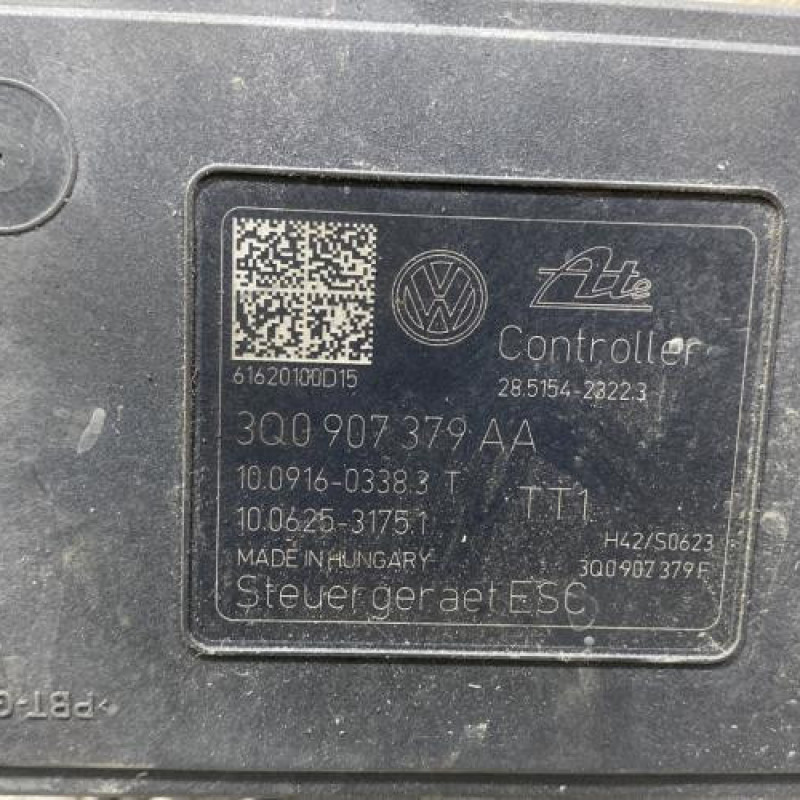 Ate
Controller
61620100D15
28.5154-2322.3
3Q0 907 379 AA
10.0916-0338.3 T
TT1
10.0625-3175.1
H42/S0623
MADE IN HUNGARY
3Q0 907 379 F
Steuergeraet ESC